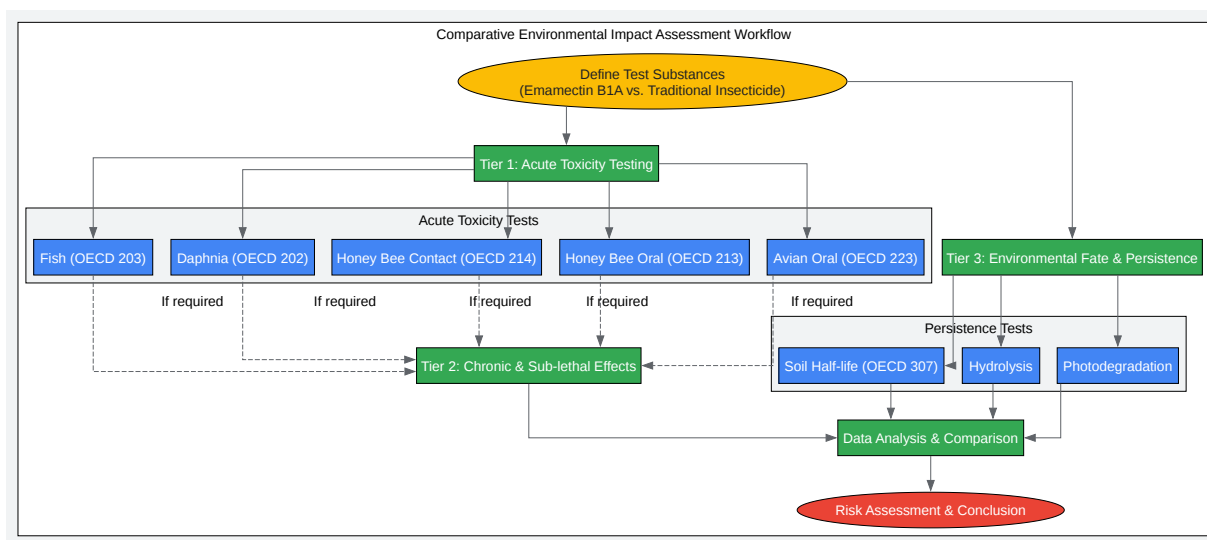 Comparative Environmental Impact Assessment Workflow
Define Test Substances
(Emamectin B1A vs. Traditional Insecticide)
Tier 1: Acute Toxicity Testing
Acute Toxicity Tests
Fish (OECD 203)
Daphnia (OECD 202)
Honey Bee Contact (OECD 214)
Honey Bee Oral (OECD 213)
Avian Oral (OECD 223)
Tier 3: Environmental Fate & Persistence
If required
If required
If required
If required
If required
Persistence Tests
Tier 2: Chronic & Sub-lethal Effects
Soil Half-life (OECD 307)
Hydrolysis
Photodegradation
Data Analysis & Comparison
Risk Assessment & Conclusion